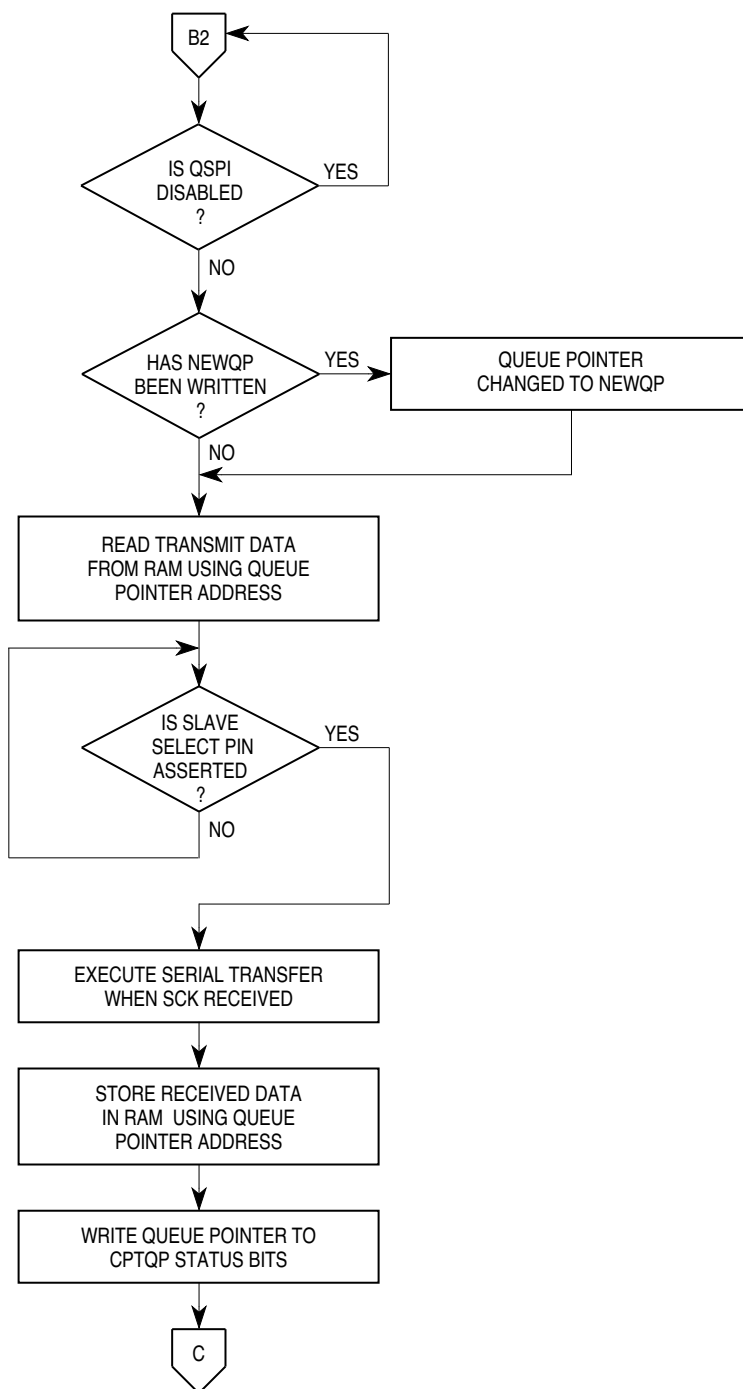 B2
IS QSPI
DISABLED
?
YES
NO
HAS NEWQP
BEEN WRITTEN
?
YES
QUEUE POINTER
CHANGED TO NEWQP
NO
READ TRANSMIT DATA
FROM RAM USING QUEUE
POINTER ADDRESS
IS SLAVE
SELECT PIN
ASSERTED
?
YES
NO
EXECUTE SERIAL TRANSFER
WHEN SCK RECEIVED
STORE RECEIVED DATA
IN RAM USING QUEUE
POINTER ADDRESS
WRITE QUEUE POINTER TO
CPTQP STATUS BITS
C